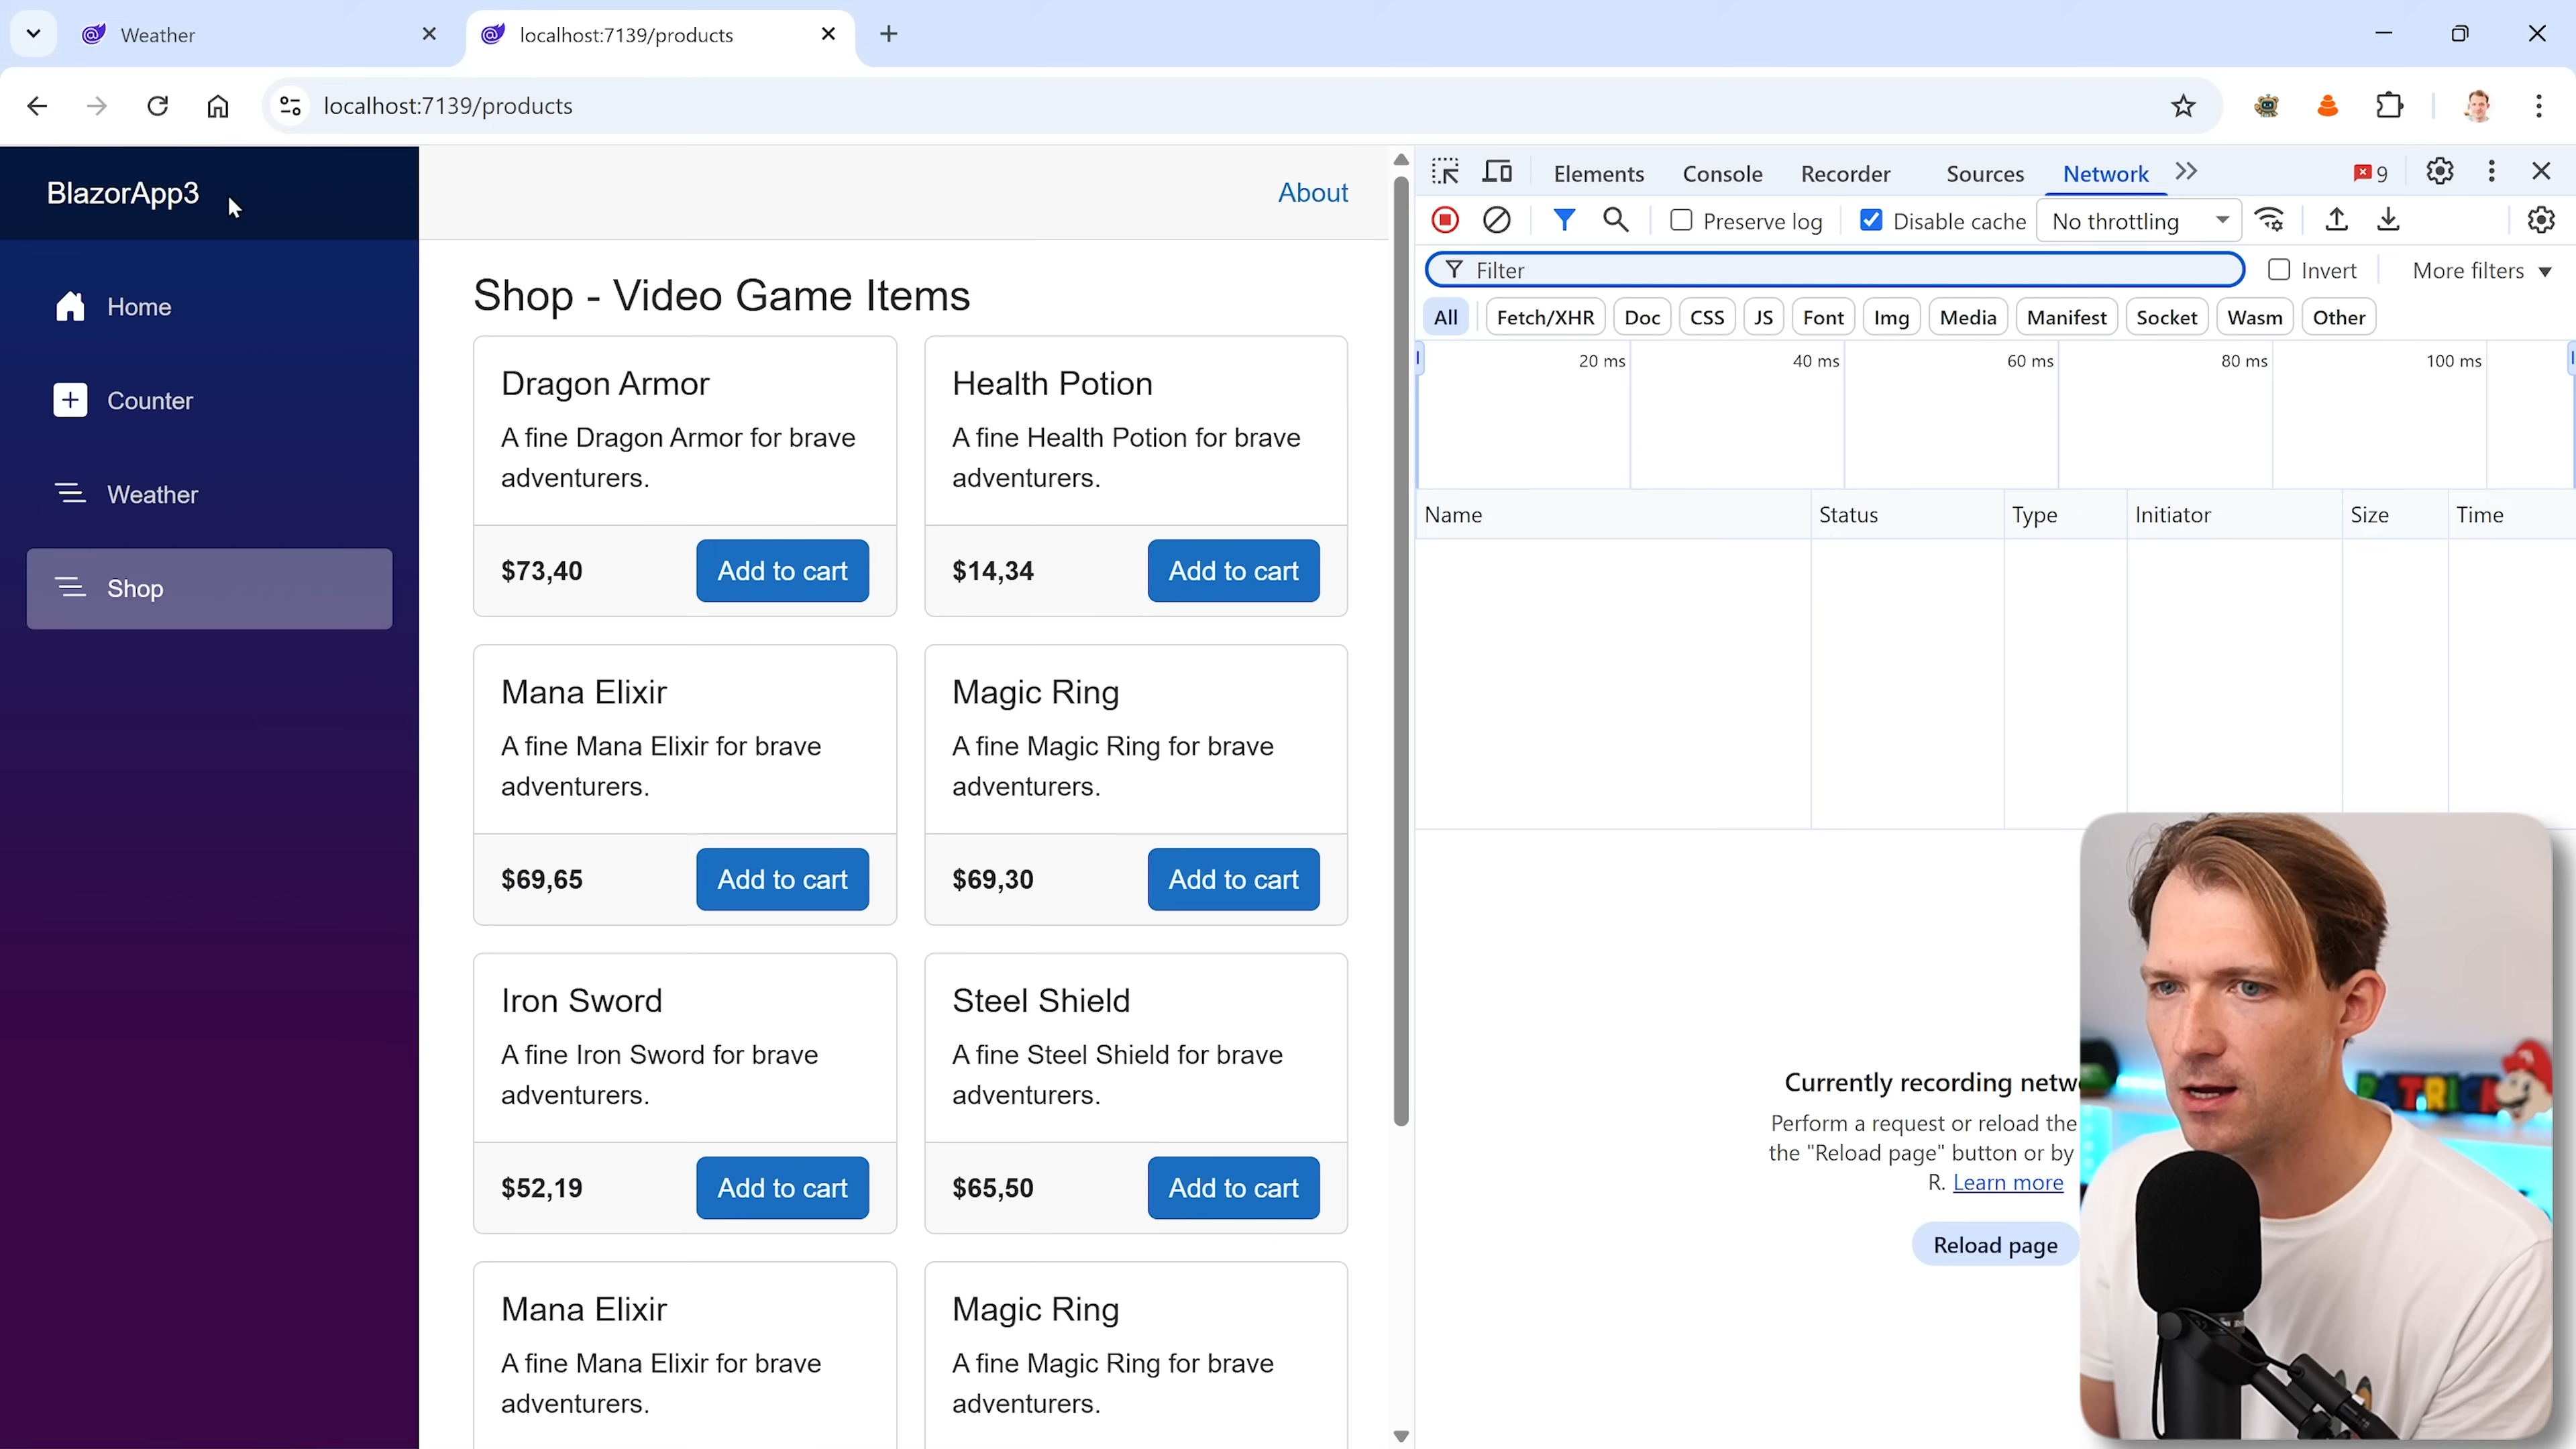 Weather
localhost:7139/products
localhost:7139/products
BlazorApp3
Home
Counter
Weather
Shop
About
Shop - Video Game Items
Dragon Armor
A fine Dragon Armor for brave
adventurers.
$73,40
Add to cart
Health Potion
A fine Health Potion for brave
adventurers.
$14,34
Add to cart
Mana Elixir
A fine Mana Elixir for brave
adventurers.
$69,65
Add to cart
Magic Ring
A fine Magic Ring for brave
adventurers.
$69,30
Add to cart
Iron Sword
A fine Iron Sword for brave
adventurers.
$52,19
Add to cart
Steel Shield
A fine Steel Shield for brave
adventurers.
$65,50
Add to cart
Mana Elixir
A fine Mana Elixir for brave
adventurers.
Magic Ring
A fine Magic Ring for brave
adventurers.
Elements Console Recorder Sources Network 9
Preserve log Disable cache No throttling
Filter Invert More filters
All Fetch/XHR Doc CSS JS Font Img Media Manifest Socket Wasm Other
20 ms 40 ms 60 ms 80 ms 100 ms
Name Status Type Initiator Size Time
Currently recording netw
Perform a request or reload the
the "Reload page" button or by
R. Learn more
Reload page
PATRICK